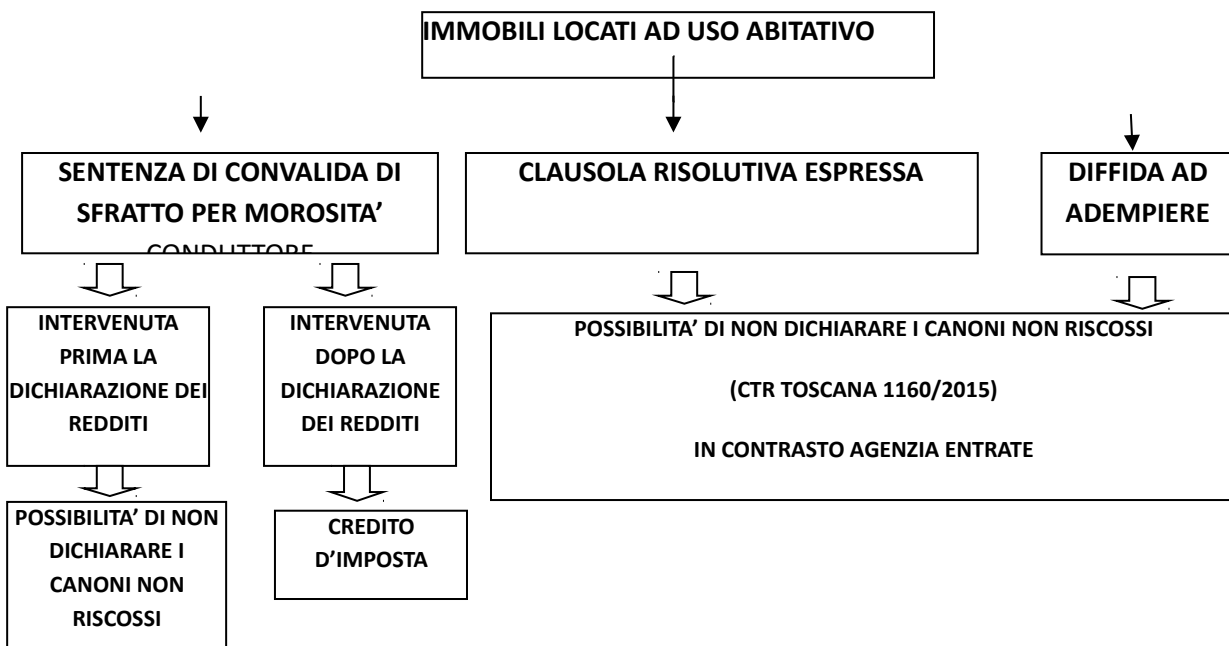 IMMOBILI LOCATI AD USO ABITATIVO
SENTENZA DI CONVALIDA DI
SFRATTO PER MOROSITA’
CONDUTTORE
CLAUSOLA RISOLUTIVA ESPRESSA
DIFFIDA AD
ADEMPIERE
INTERVENUTA
PRIMA LA
DICHIARAZIONE DEI
REDDITI
INTERVENUTA
DOPO LA
DICHIARAZIONE
DEI REDDITI
POSSIBILITA’ DI NON DICHIARARE I CANONI NON RISCOSSI
(CTR TOSCANA 1160/2015)
IN CONTRASTO AGENZIA ENTRATE
POSSIBILITA’ DI NON
DICHIARARE I
CANONI NON
RISCOSSI
CREDITO
D’IMPOSTA